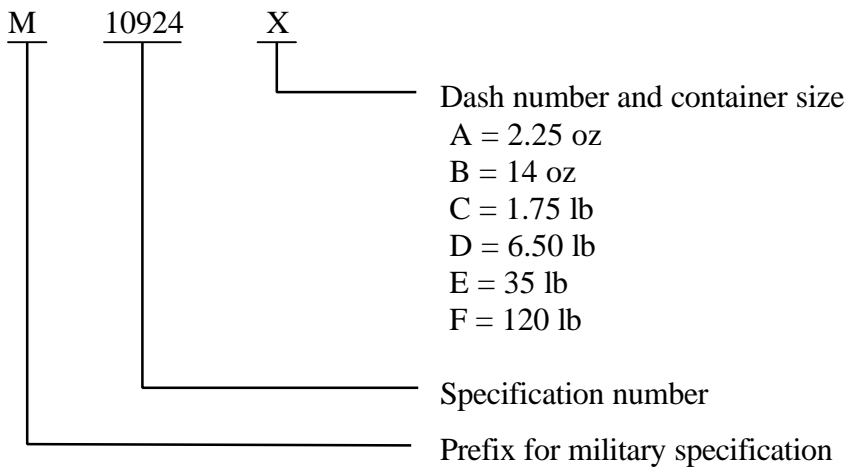 M 10924 X
Dash number and container size
A = 2.25 oz
B = 14 oz
C = 1.75 lb
D = 6.50 lb
E = 35 lb
F = 120 lb
Specification number
Prefix for military specification